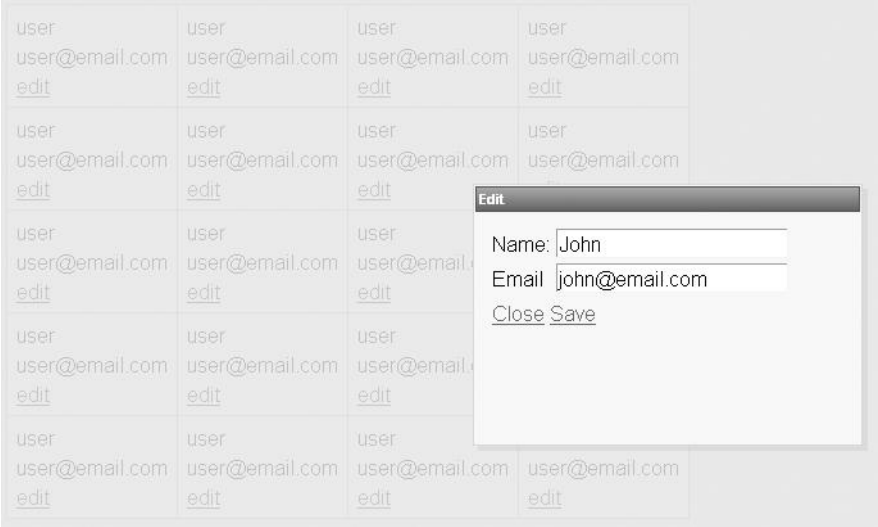 user user user user
user@email.com user@email.com user@email.com user@email.com
edit edit edit edit
user user user user
user@email.com user@email.com user@email.com user@email.com
edit edit edit
user user user
user@email.com user@email.com user@email.
edit edit edit
user user user
user@email.com user@email.com user@email.
edit edit edit
user user user
user@email.com user@email.com user@email.com user@email.com
edit edit edit edit
Edit
Name: John
Email john@email.com
Close Save